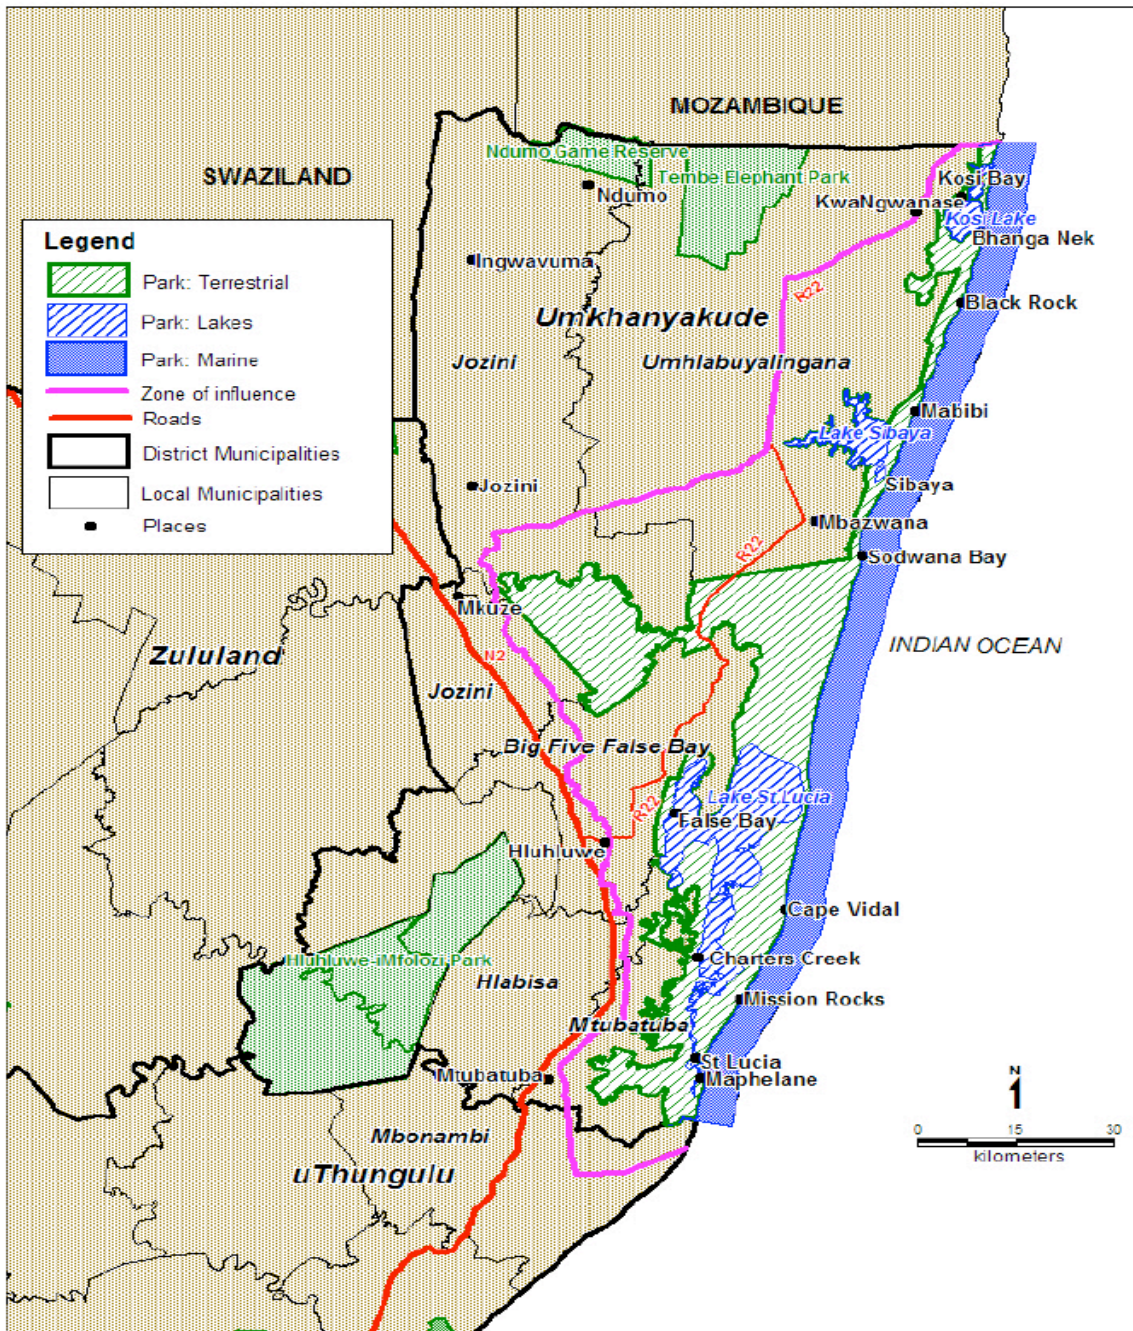 MOZAMBIQUE
SWAZILAND
Ndumo Game Reserve
Tembe Elephant Park
Ndumo
Kosi Bay
KwaNgwanase
Kosi Lake
Bhanga Nek
Legend
Park: Terrestrial
Park: Lakes
Park: Marine
Zone of influence
Roads
District Municipalities
Local Municipalities
Places
Ingwavuma
R22
Black Rock
Umkhanyakude
Jozini
Umhlabuyalingana
Mabibi
Lake Sibaya
Sibaya
Jozini
Mbazwana
R22
Sodwana Bay
Mkuze
INDIAN OCEAN
Zululand
N2
Jozini
Big Five False Bay
Lake St Lucia
R22
False Bay
Hluhluwe
Cape Vidal
Hluhluwe-iMfolozi Park
Charters Creek
Hlabisa
Mission Rocks
Mtubatuba
St Lucia
Mtubatuba
Maphelane
N
0 15 30
kilometers
Mbonambi
uThungulu